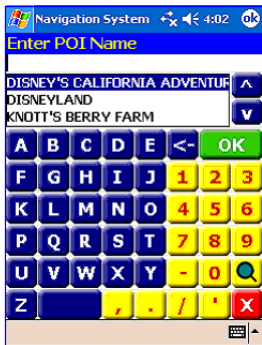 Navigation System 4:02 ok
Enter POI Name
DISNEY'S CALIFORNIA ADVENTUR
DISNEYLAND
KNOTT'S BERRY FARM
A B C D E <- OK
F G H I J 1 2 3
K L M N O 4 5 6
P Q R S T 7 8 9
U V W X Y - 0
Z , . / ' X